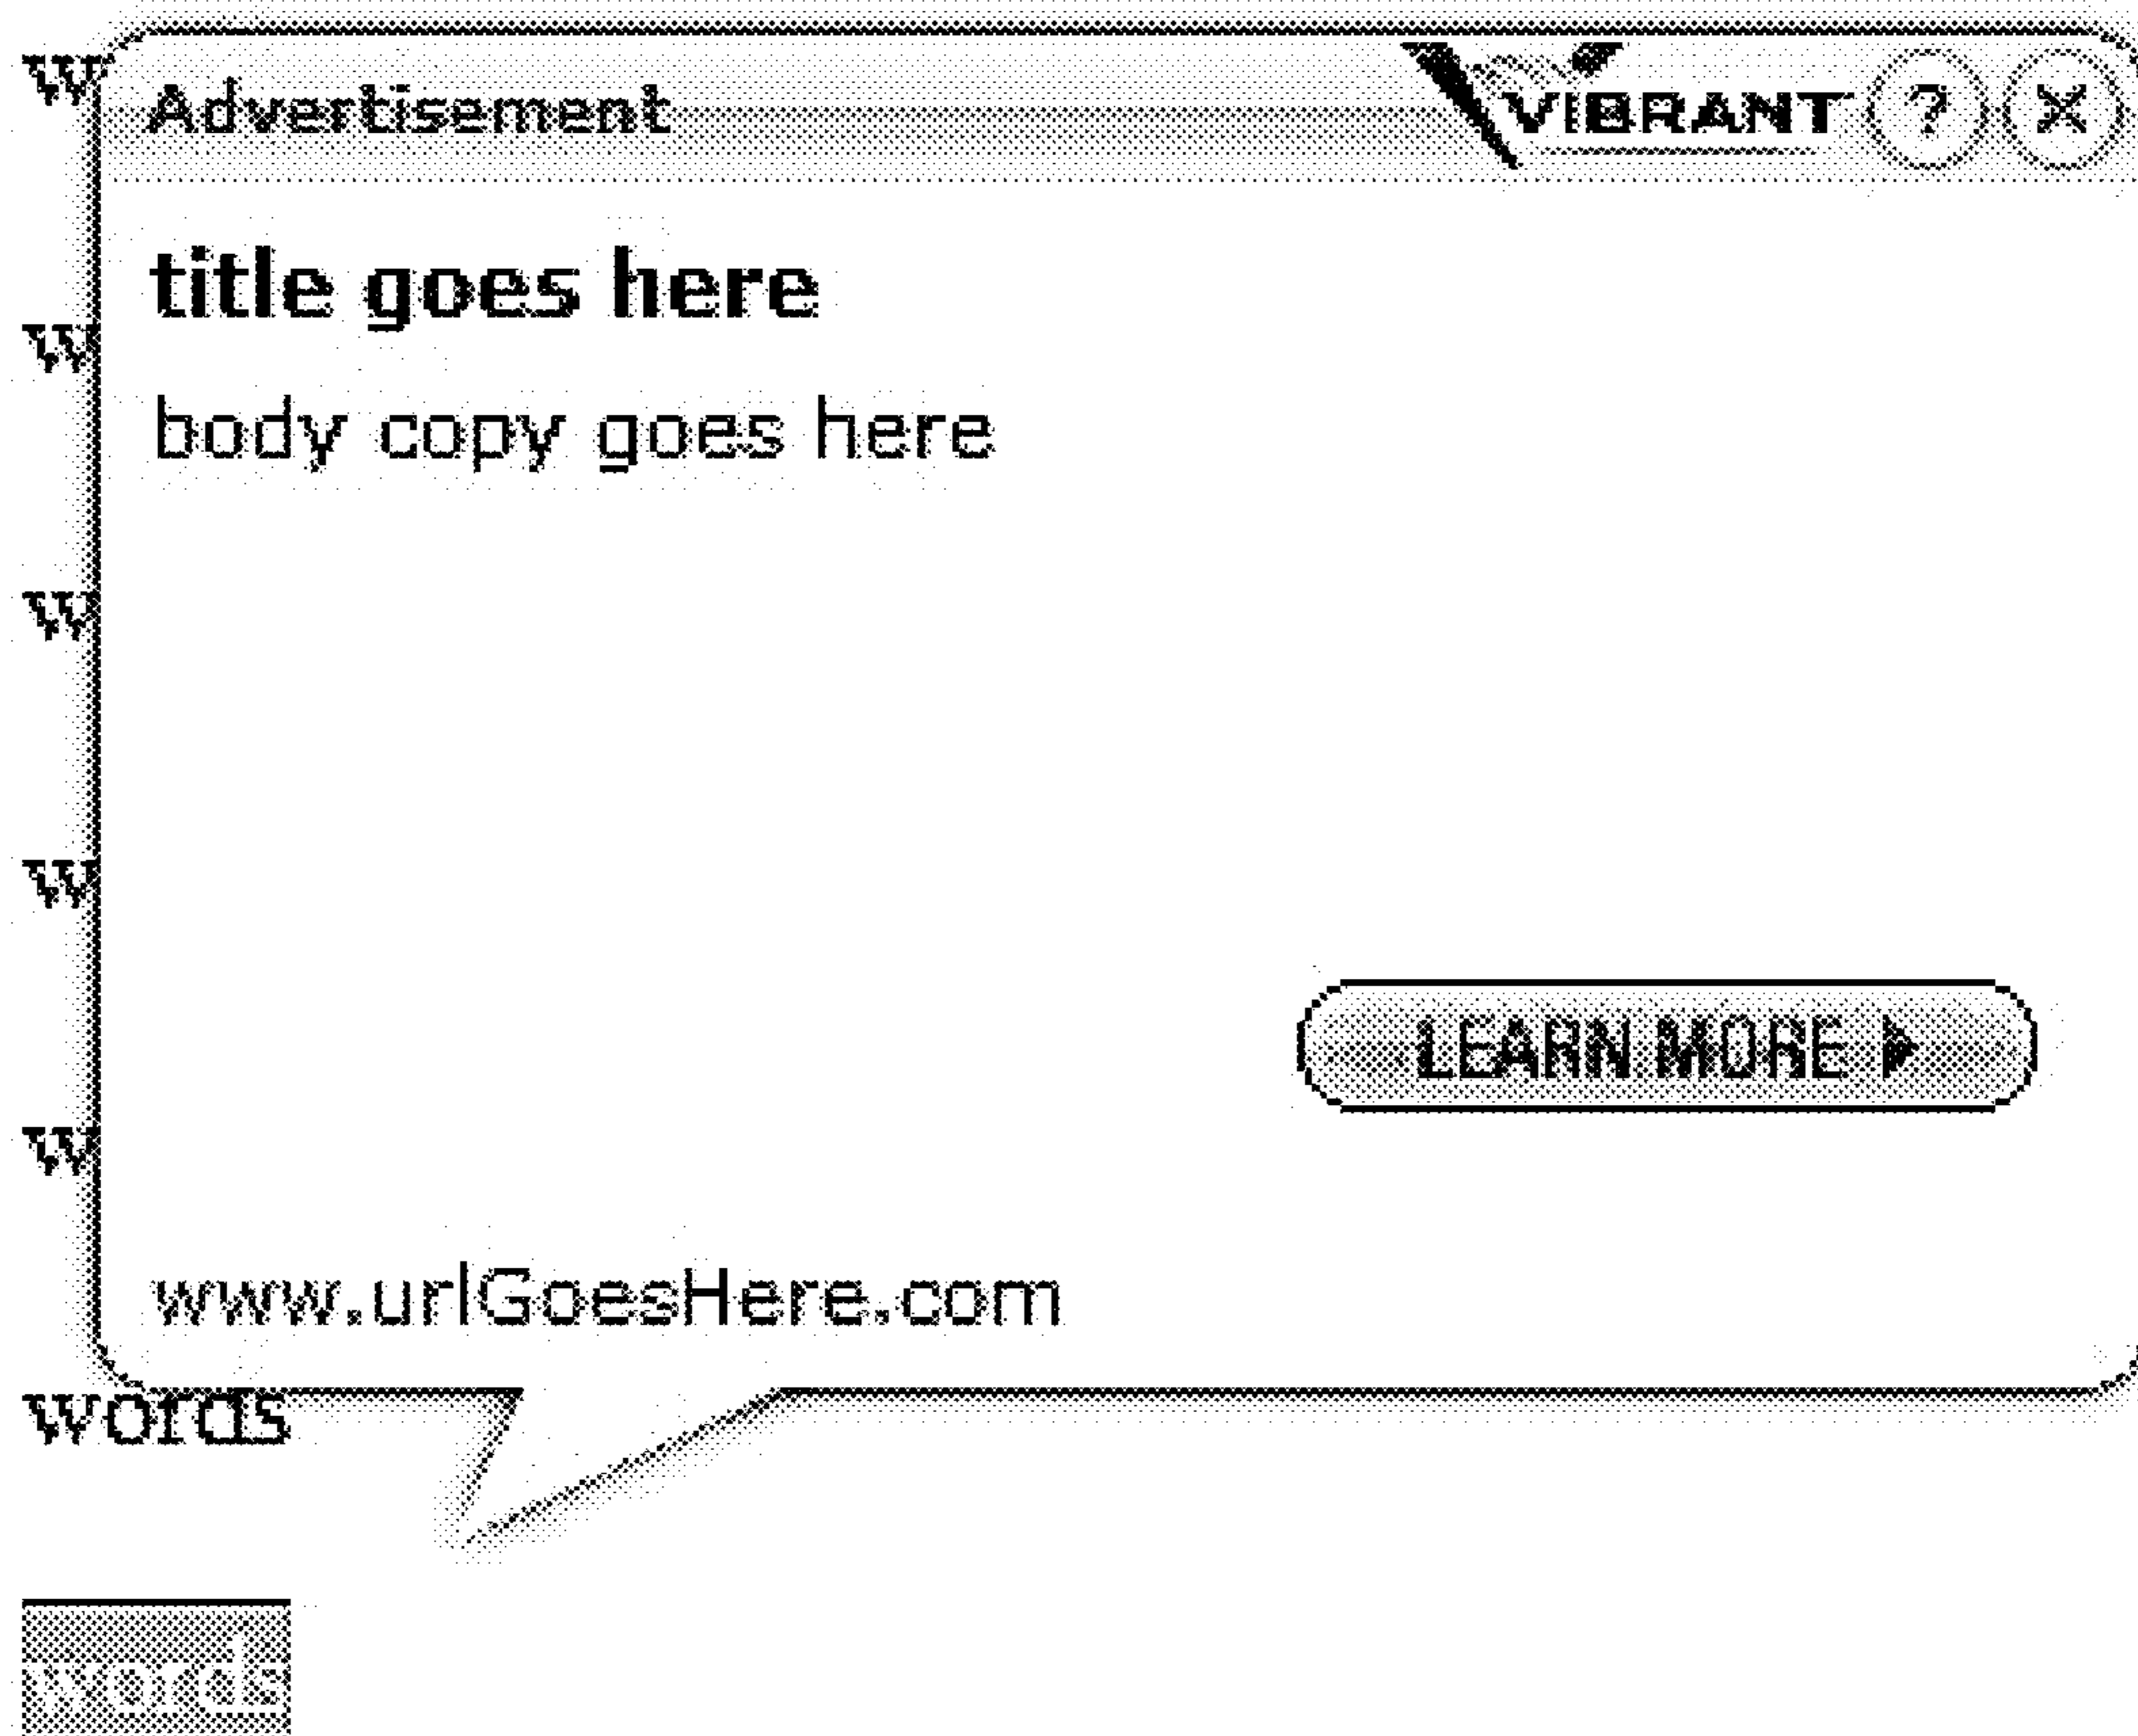 Advertisement VIBRANT ? X
w
title goes here
w
body copy goes here
w
w
LEARN MORE
w
www.urlGoesHere.com
words
words